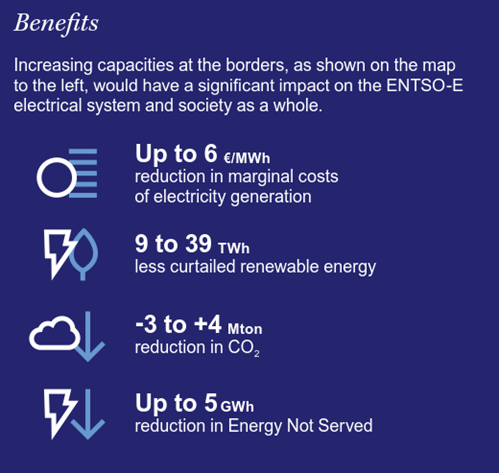 Benefits
Increasing capacities at the borders, as shown on the map
to the left, would have a significant impact on the ENTSO-E
electrical system and society as a whole.
Up to 6 €/MWh
reduction in marginal costs
of electricity generation
9 to 39 TWh
less curtailed renewable energy
-3 to +4 Mton
reduction in CO₂
Up to 5 GWh
reduction in Energy Not Served